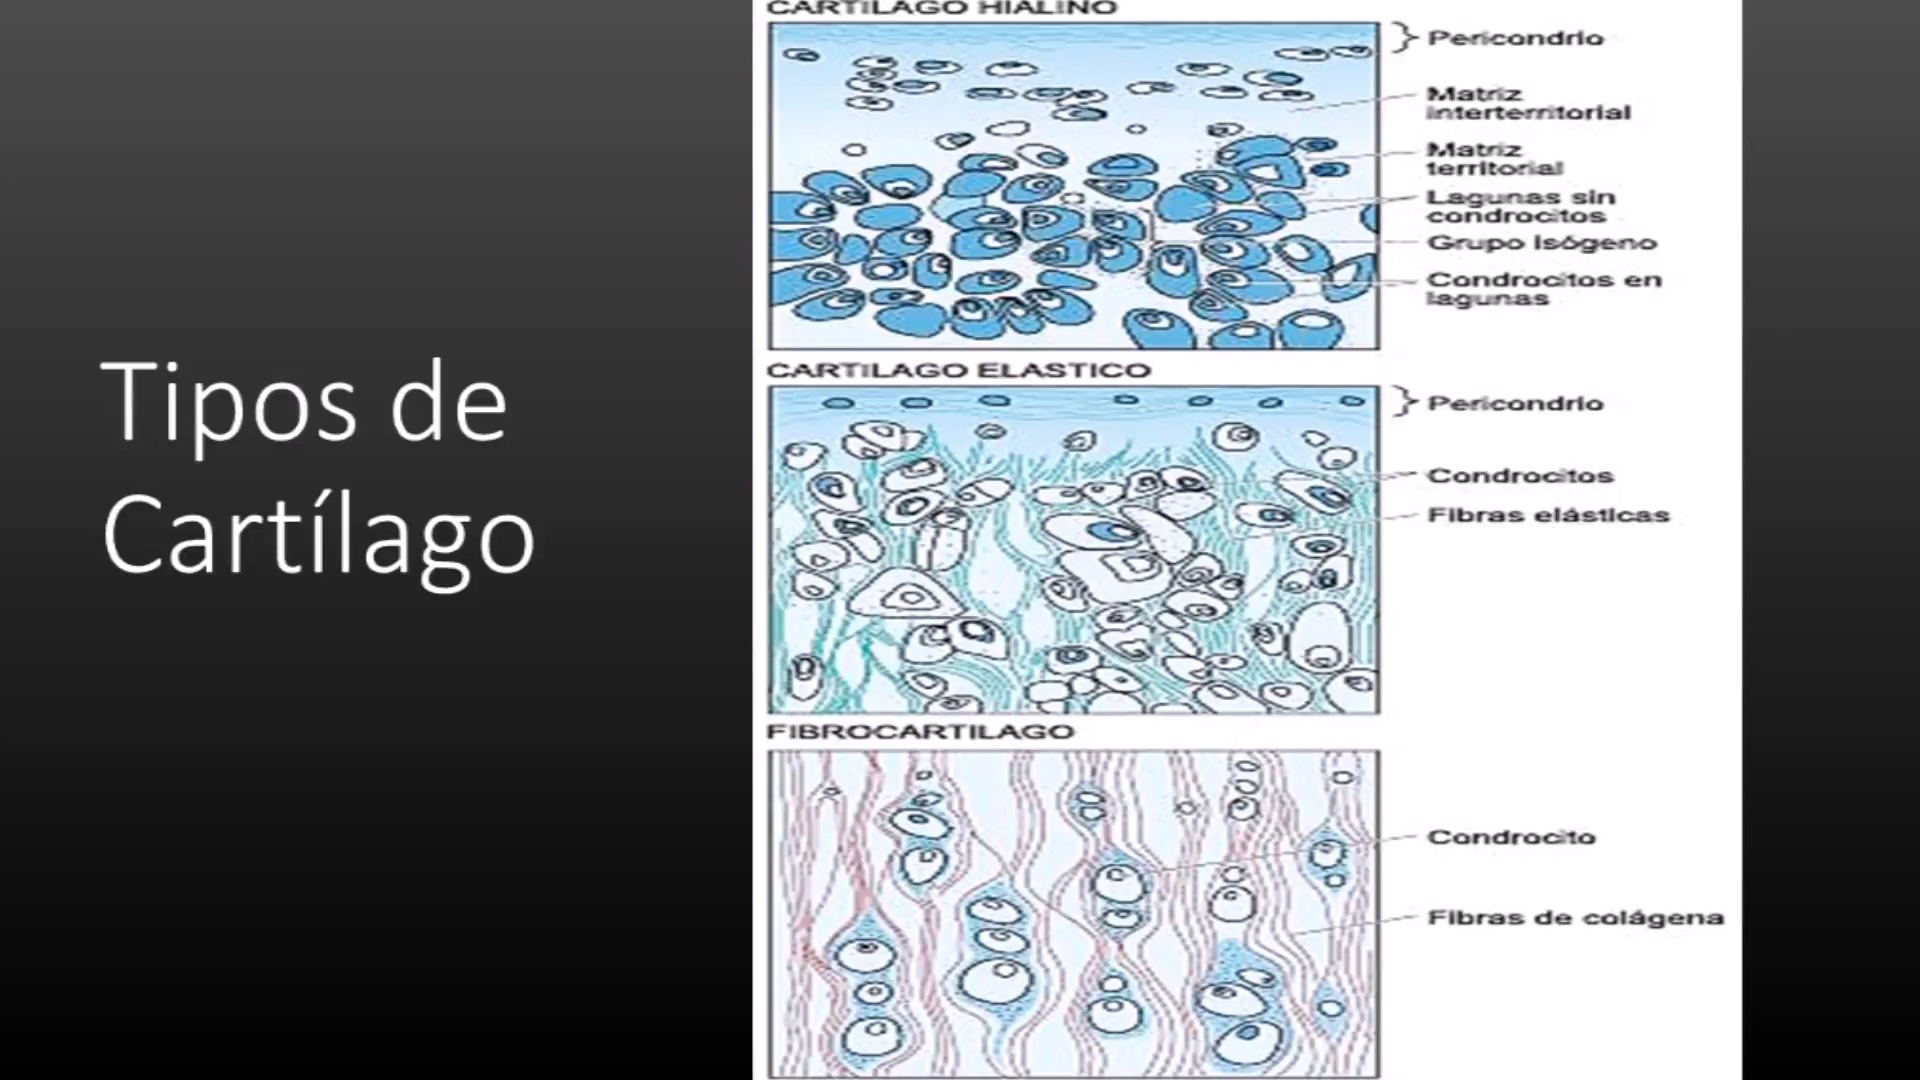 Tipos de
Cartílago
CARTILAGO HIALINO
Pericondrio
Matriz
interterritorial
Matriz
territorial
Lagunas sin
condrocitos
Grupo isógeno
Condrocitos en
lagunas
CARTILAGO ELASTICO
Pericondrio
Condrocitos
Fibras elásticas
FIBROCARTILAGO
Condrocito
Fibras de colágena